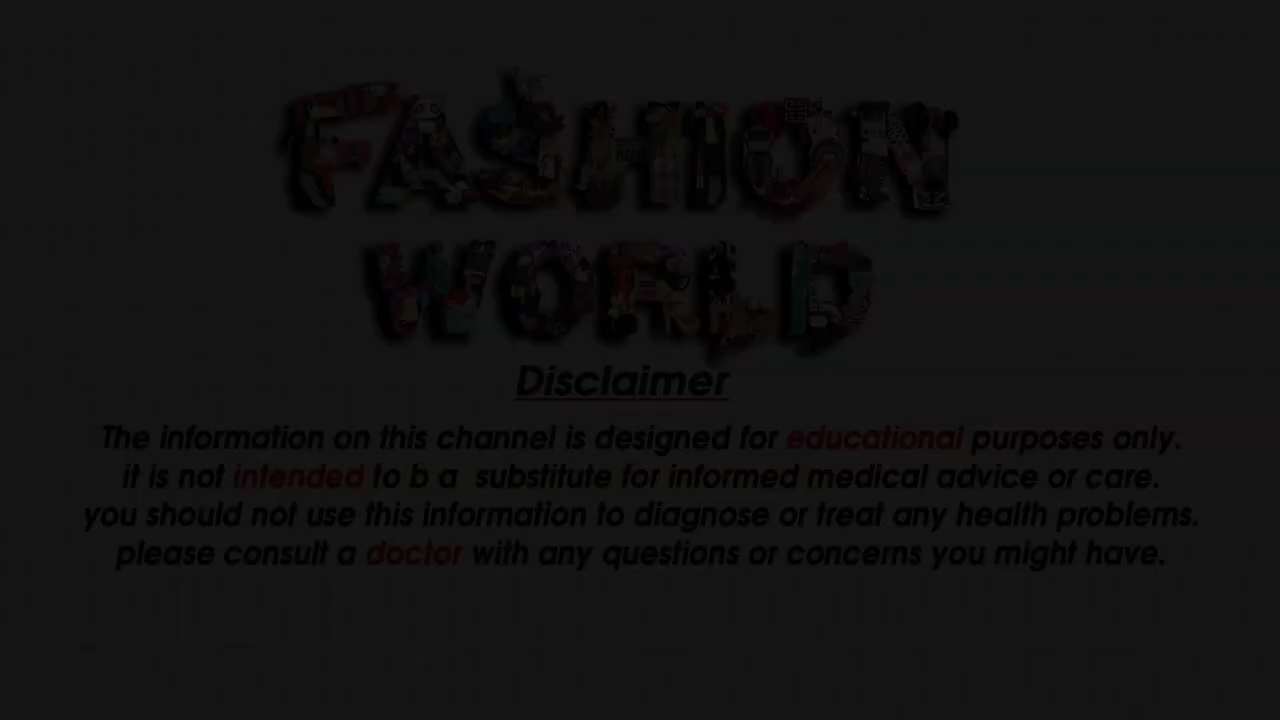 FASHION
WORLD
Disclaimer
The information on this channel is designed for educational purposes only.
it is not intended to b a substitute for informed medical advice or care.
you should not use this information to diagnose or treat any health problems.
please consult a doctor with any questions or concerns you might have.